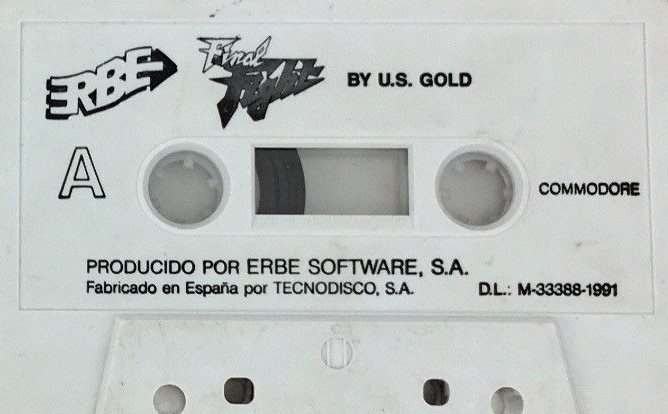 ERBE
Final Fight
BY U.S. GOLD
A
COMMODORE
PRODUCIDO POR ERBE SOFTWARE, S.A.
Fabricado en España por TECNODISCO, S.A.
D.L.: M-33388-1991